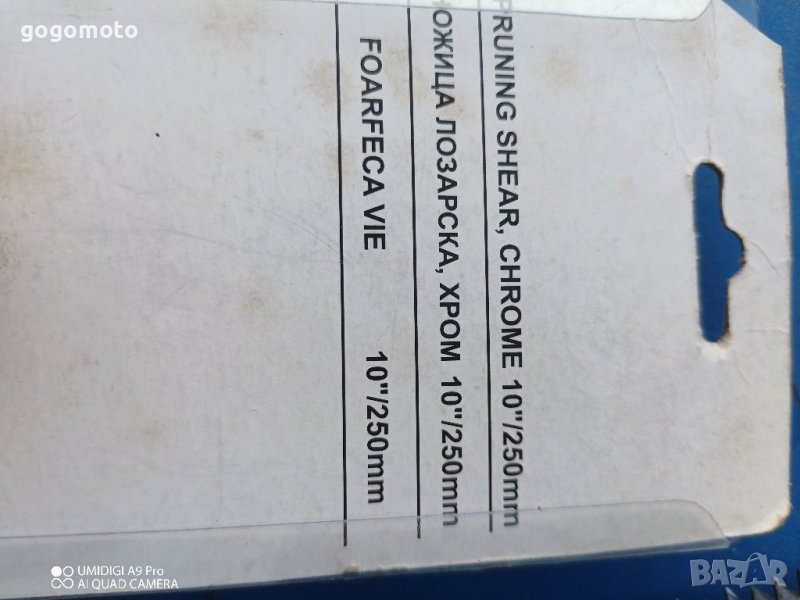 gogomoto
PRUNING SHEAR, CHROME 10"/250mm
НОЖИЦА ЛОЗАРСКА, ХРОМ 10"/250mm
FOARFECA VIE 10"/250mm
UMIDIGI A9 Pro
AI QUAD CAMERA
BAZAR